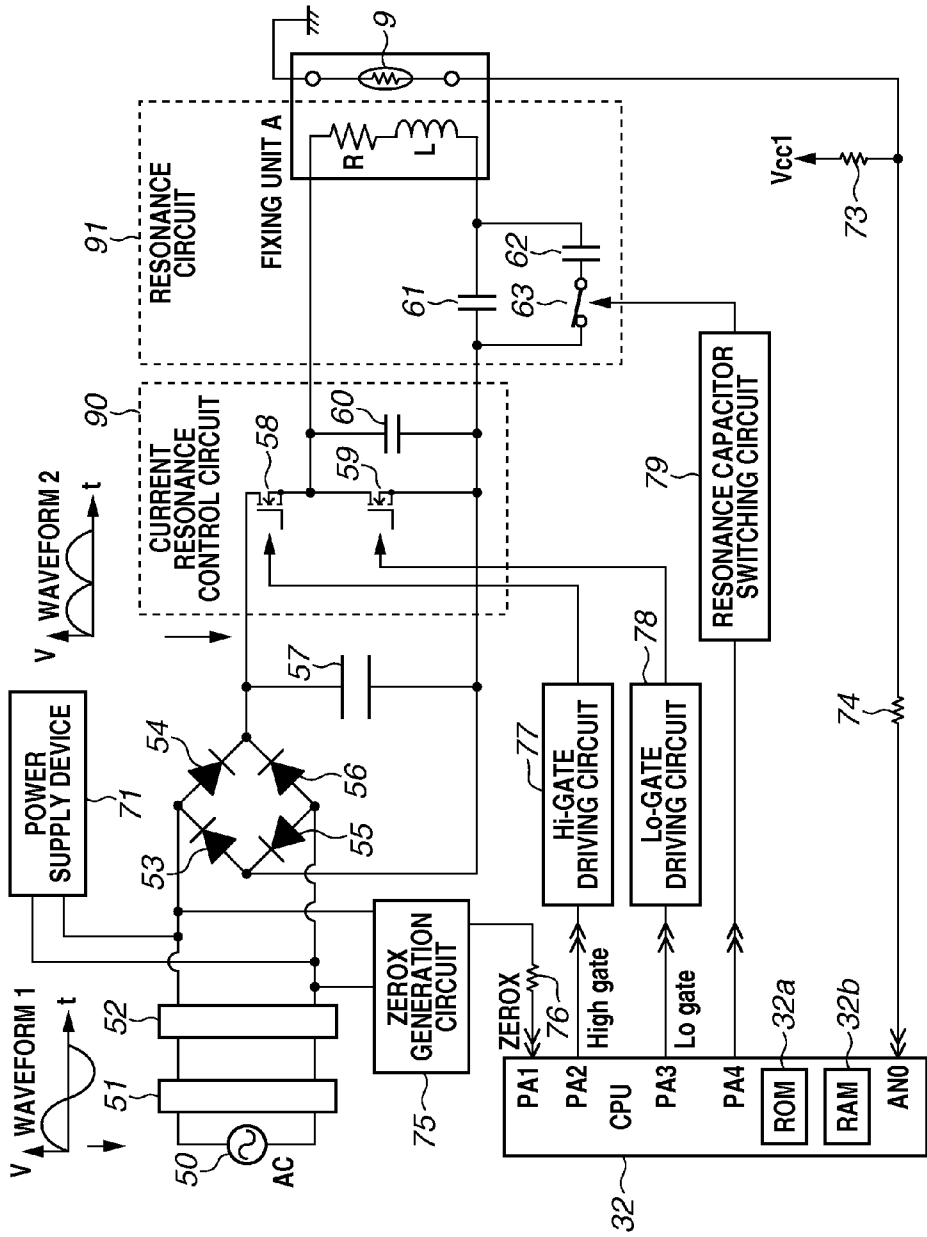 V
WAVEFORM 1
t
50
AC
51
52
POWER
SUPPLY DEVICE
71
53
54
55
56
V
WAVEFORM 2
t
57
90
CURRENT
RESONANCE
CONTROL CIRCUIT
58
59
60
91
RESONANCE
CIRCUIT
FIXING UNIT A
R
L
9
61
62
63
ZEROX
GENERATION
CIRCUIT
75
ZEROX
76
High gate
Lo gate
77
Hi-GATE
DRIVING CIRCUIT
78
Lo-GATE
DRIVING CIRCUIT
79
RESONANCE CAPACITOR
SWITCHING CIRCUIT
Vcc1
73
74
32
PA1
PA2
CPU
PA3
PA4
ROM
32a
RAM
32b
AN0